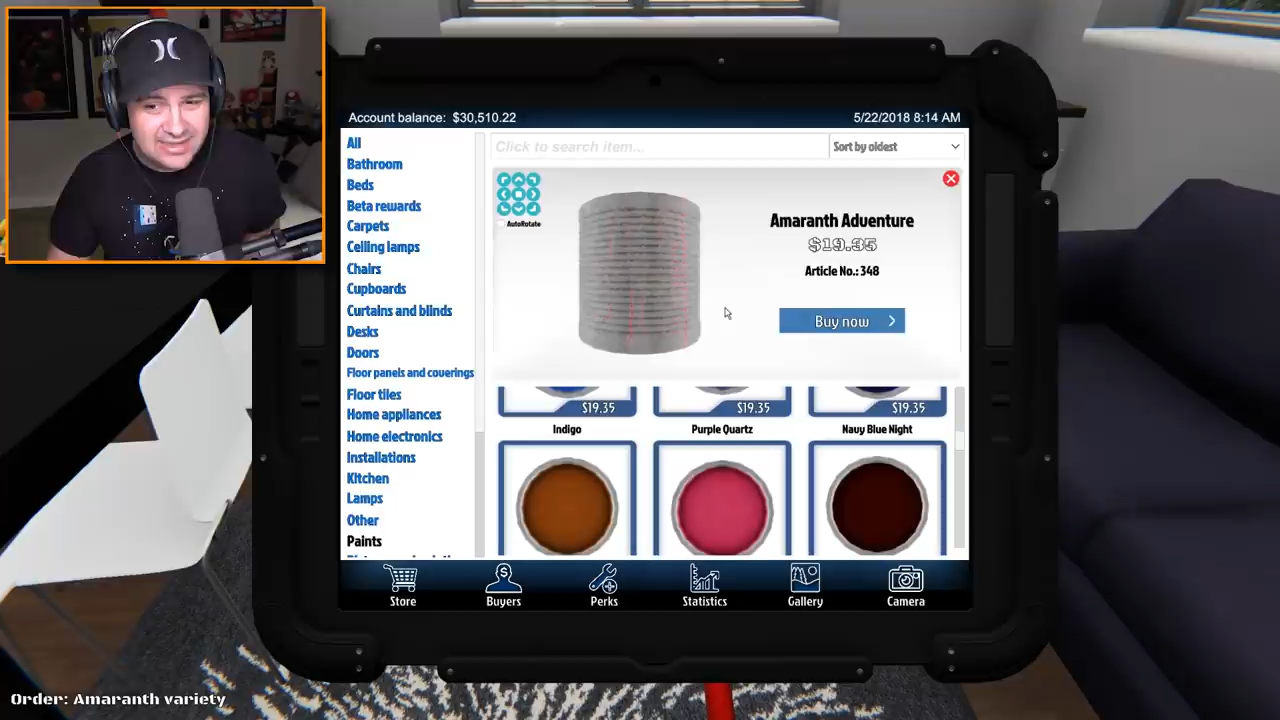 Account balance: $30,510.22
5/22/2018 8:14 AM
All
Bathroom
Beds
Beta rewards
Carpets
Ceiling lamps
Chairs
Cupboards
Curtains and blinds
Desks
Doors
Floor panels and coverings
Floor tiles
Home appliances
Home electronics
Installations
Kitchen
Lamps
Other
Paints
Click to search item...
Sort by oldest
AutoRotate
Amaranth Adventure
$19.35
Article No.: 348
Buy now
$19.35
$19.35
$19.35
Indigo
Purple Quartz
Navy Blue Night
Store
Buyers
Perks
Statistics
Gallery
Camera
Order: Amaranth variety